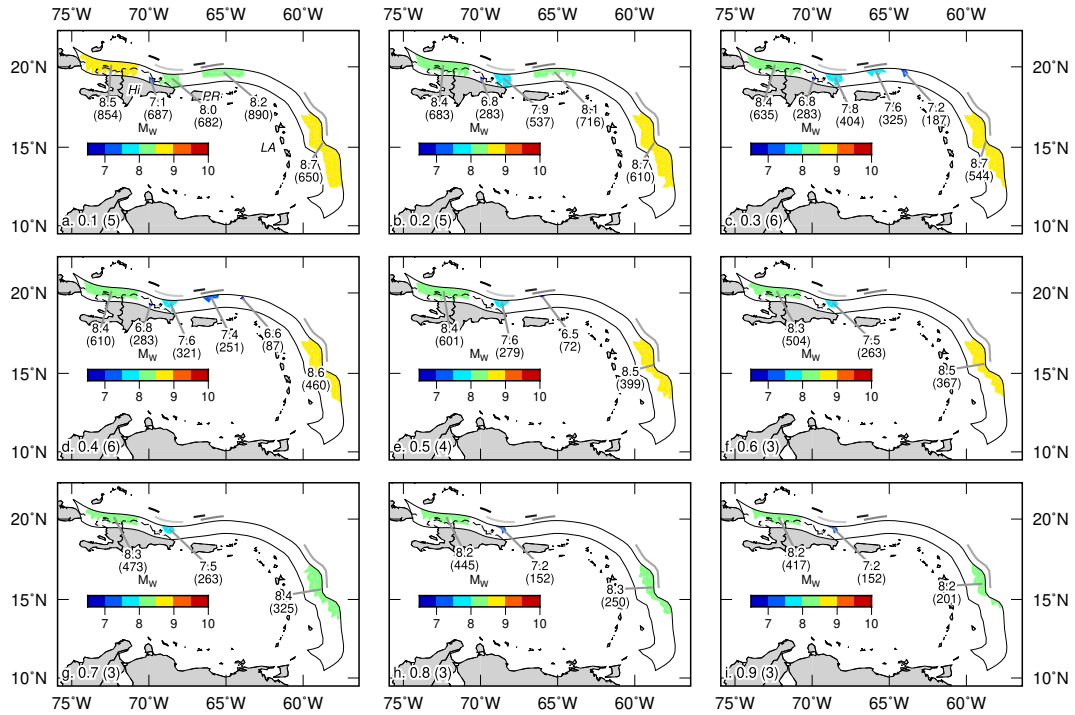 75°W 70°W 65°W 60°W 75°W 70°W 65°W 60°W 75°W 70°W 65°W 60°W
20°N
15°N
10°N
Hi
PR
LA
8.5
(854)
7.1
(687)
8.0
(682)
8.2
(890)
8.7
(650)
MW
7 8 9 10
a. 0.1 (5)
8.4
(683)
6.8
(283)
7.9
(537)
8.1
(716)
8.7
(610)
MW
7 8 9 10
b. 0.2 (5)
8.4
(635)
6.8
(283)
7.8
(404)
7.6
(325)
7.2
(187)
8.7
(544)
MW
7 8 9 10
c. 0.3 (6)
20°N
15°N
10°N
20°N
15°N
10°N
8.4
(610)
6.8
(283)
7.6
(321)
7.4
(251)
6.6
(87)
8.6
(460)
MW
7 8 9 10
d. 0.4 (6)
8.4
(601)
7.6
(279)
6.5
(72)
8.5
(399)
MW
7 8 9 10
e. 0.5 (4)
8.3
(504)
7.5
(263)
8.5
(367)
MW
7 8 9 10
f. 0.6 (3)
20°N
15°N
10°N
20°N
15°N
10°N
8.3
(473)
7.5
(263)
8.4
(325)
MW
7 8 9 10
g. 0.7 (3)
8.2
(445)
7.2
(152)
8.3
(250)
MW
7 8 9 10
h. 0.8 (3)
8.2
(417)
7.2
(152)
8.2
(201)
MW
7 8 9 10
i. 0.9 (3)
20°N
15°N
10°N
75°W 70°W 65°W 60°W 75°W 70°W 65°W 60°W 75°W 70°W 65°W 60°W